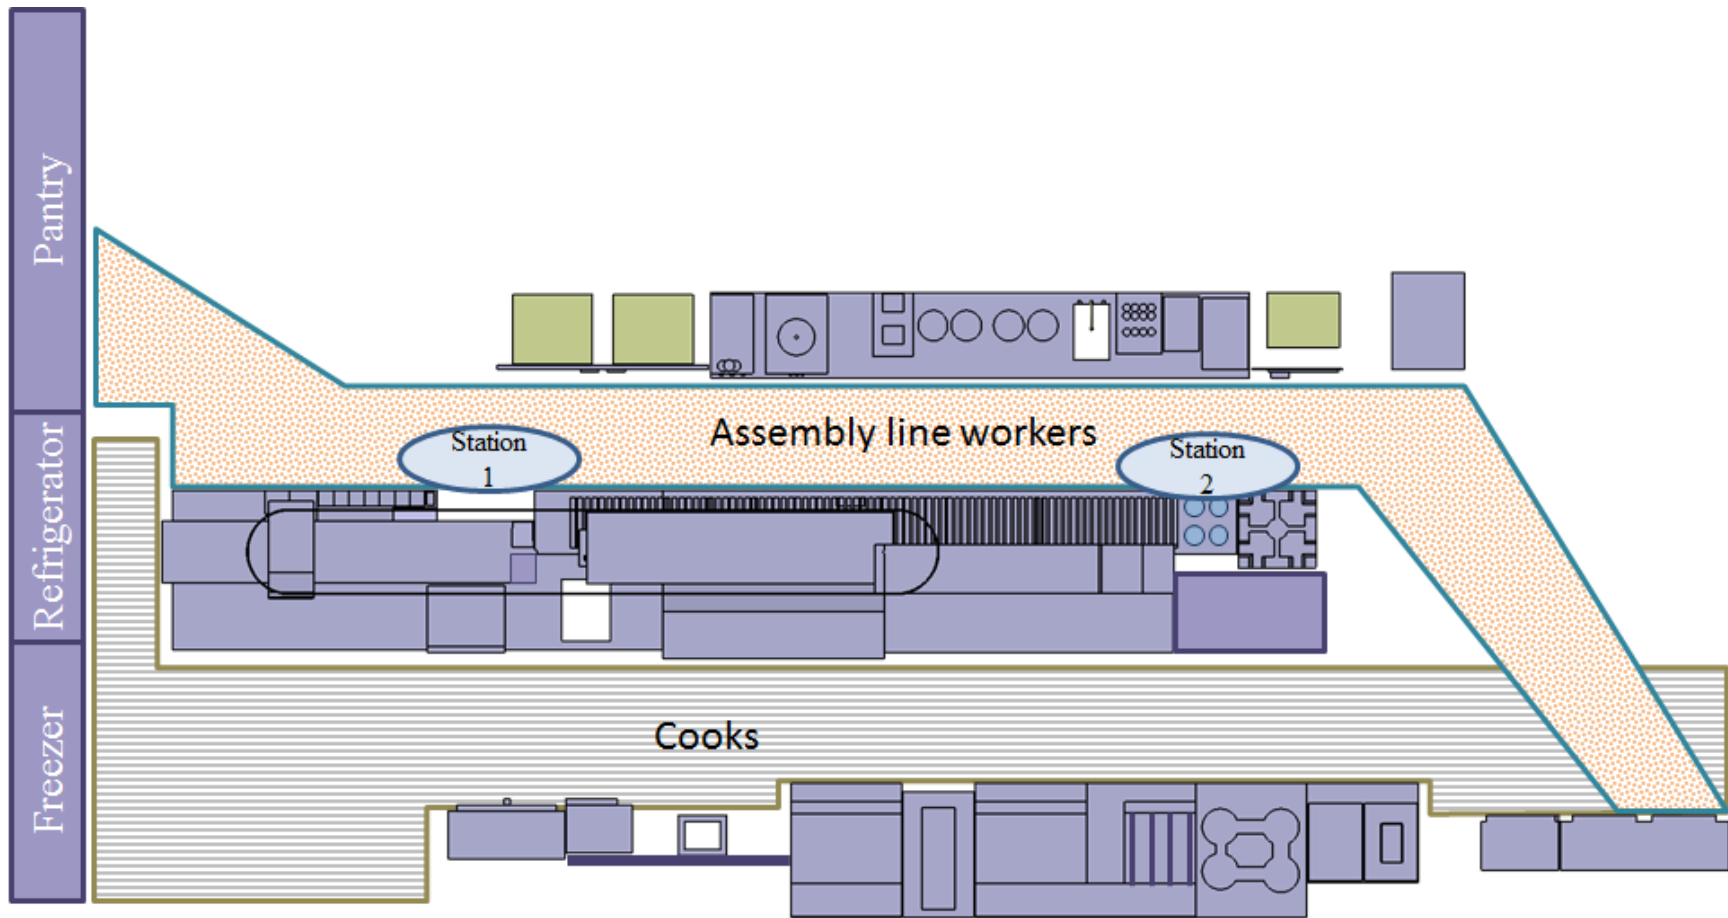 Pantry
Refrigerator
Freezer
Assembly line workers
Station
1
Station
2
Cooks